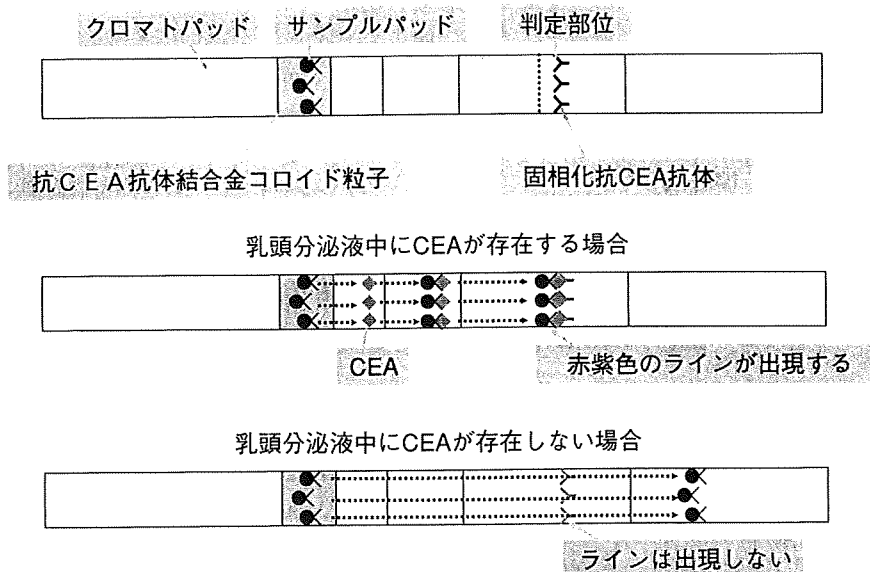 クロマトパッド サンプルパッド 判定部位
抗CEA抗体結合金コロイド粒子 固相化抗CEA抗体
乳頭分泌液中にCEAが存在する場合
CEA 赤紫色のラインが出現する
乳頭分泌液中にCEAが存在しない場合
ラインは出現しない